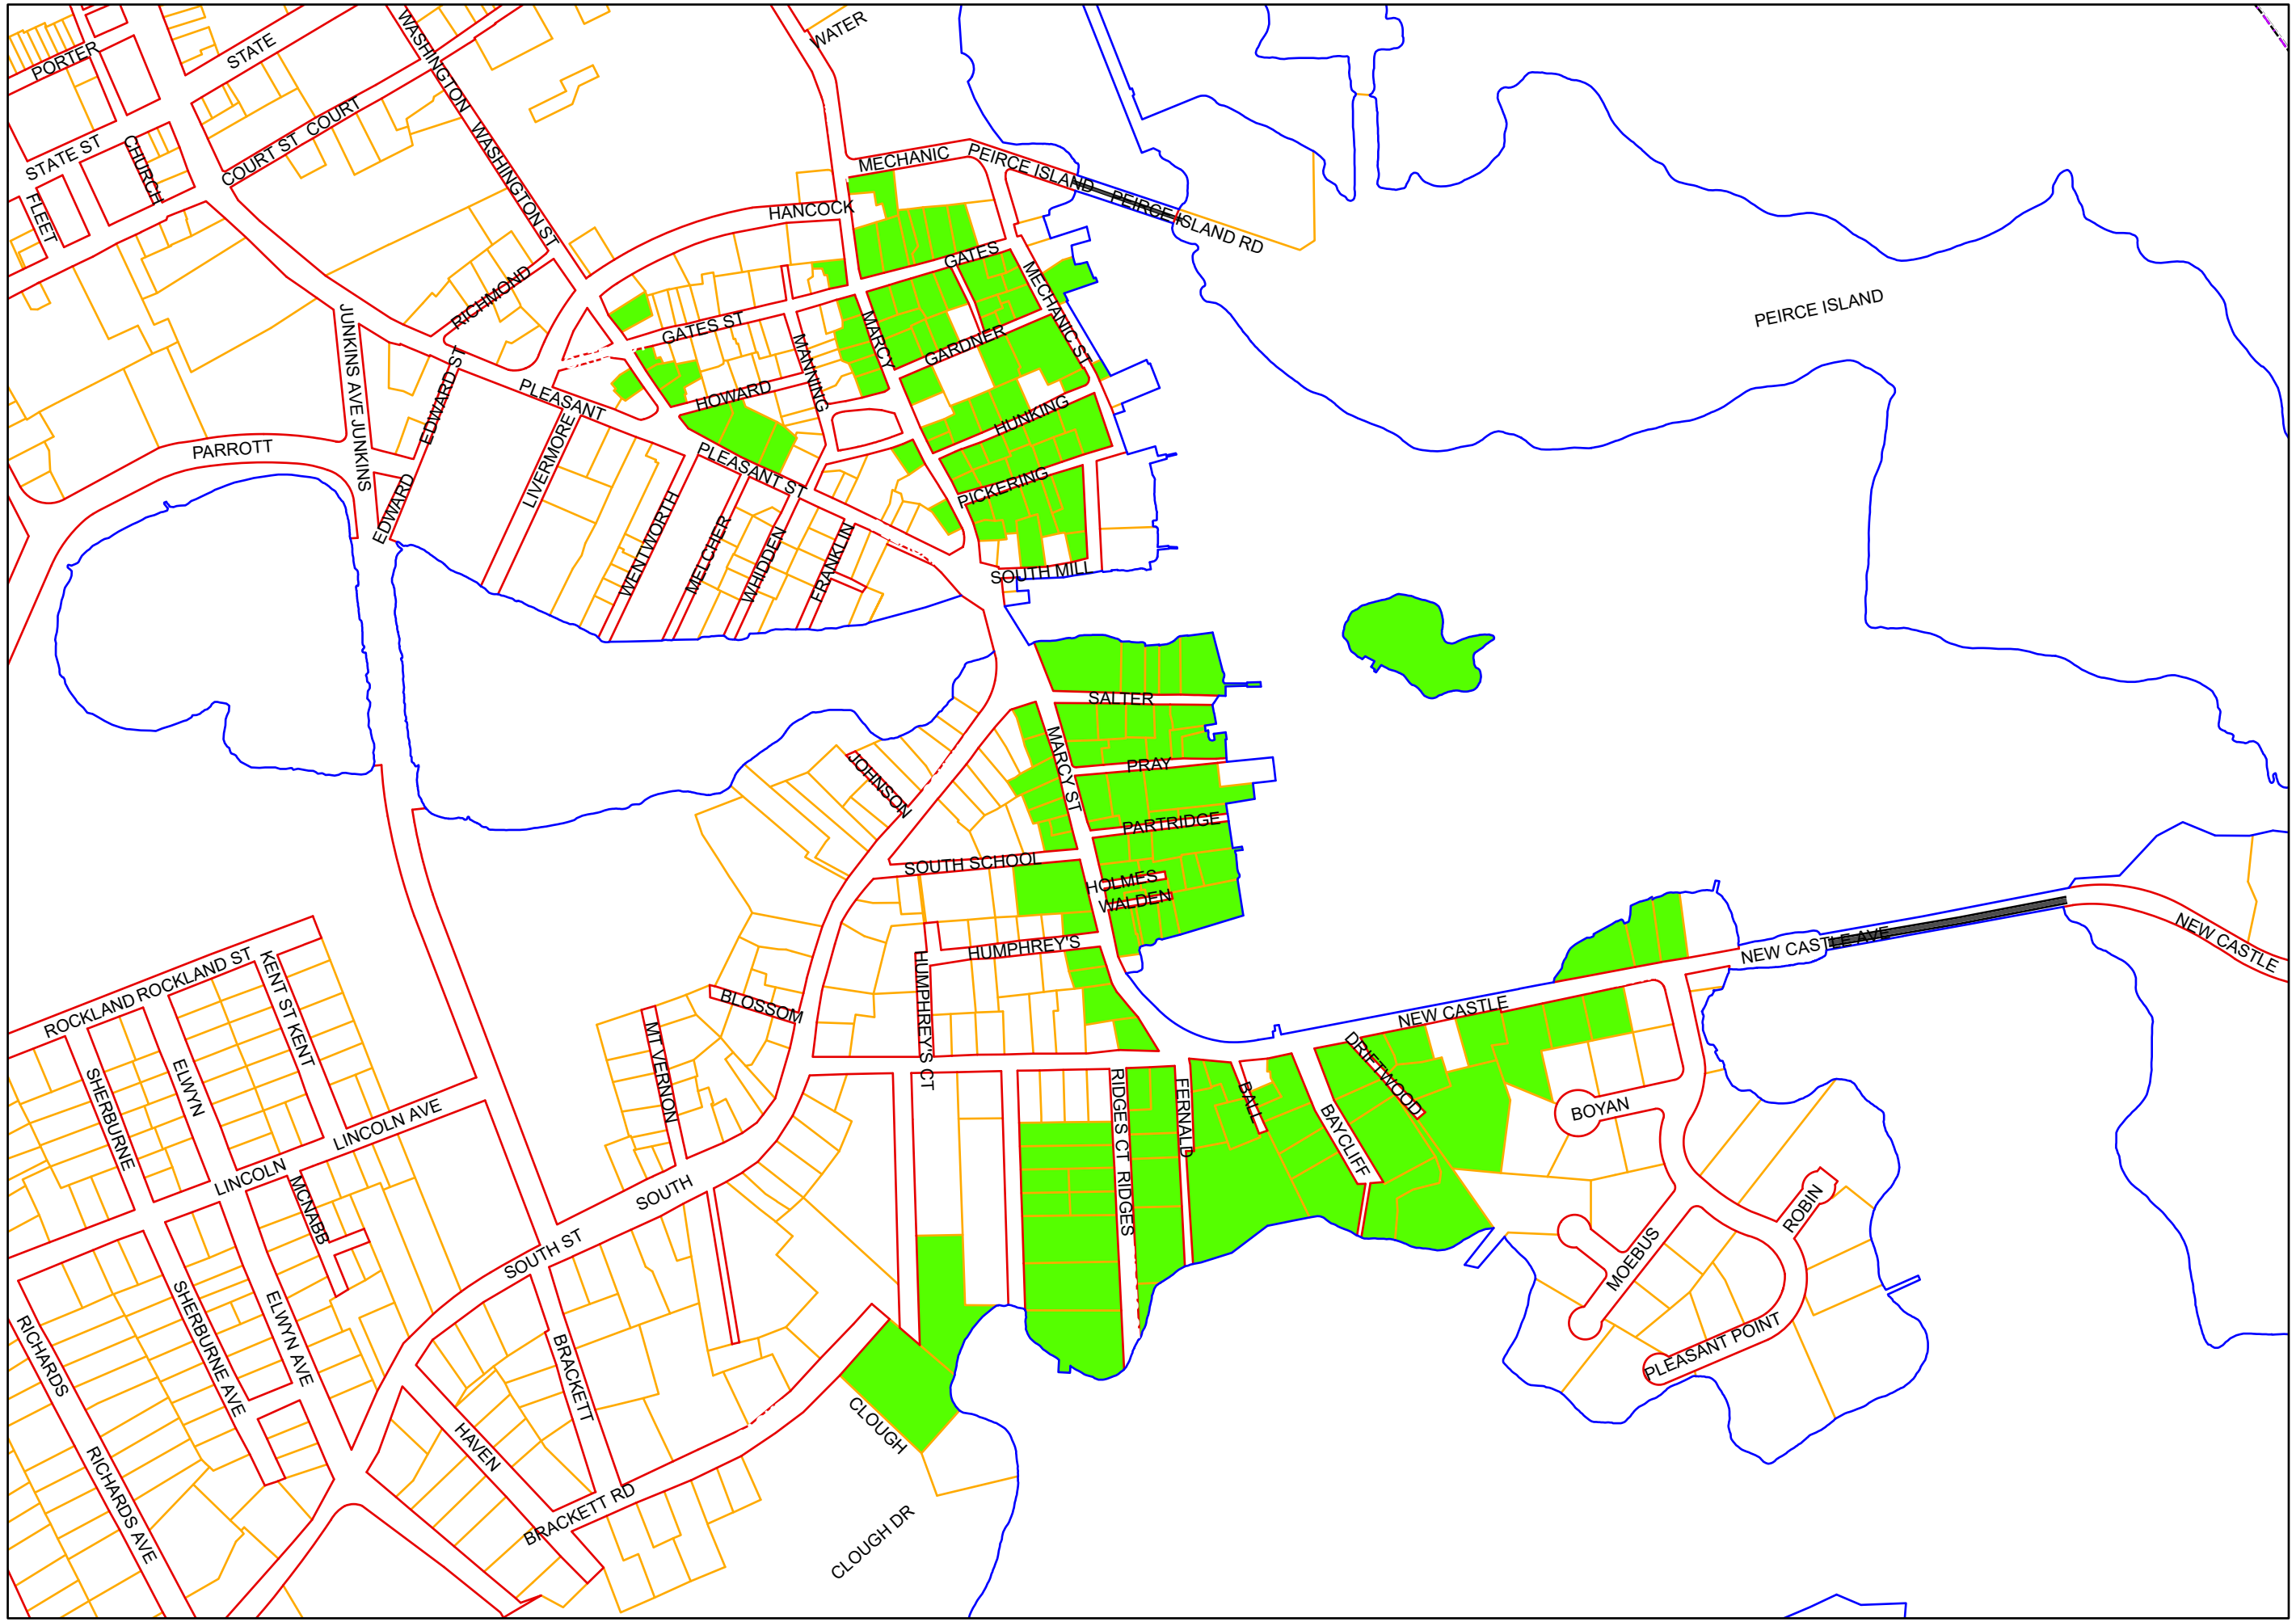 WATER
WASHINGTON
STATE
PORTER
COURT
COURT ST
STATE ST
CHURCH
FLEET
WASHINGTON ST
MECHANIC
PEIRCE ISLAND
PEIRCE ISLAND RD
HANCOCK
GATES
MECHANIC ST
RICHMOND
PEIRCE ISLAND
GATES ST
MARCY
GARDNER
MANNING
JUNKINS AVE
JUNKINS
EDWARD ST
PLEASANT
HOWARD
HUNKING
PARROTT
LIVERMORE
PLEASANT ST
PICKERING
EDWARD
WENTWORTH
MELCHER
WHIDDEN
FRANKLIN
SOUTH MILL
SALTER
MARCY ST
PRAY
JOHNSON
PARTRIDGE
SOUTH SCHOOL
HOLMES
WALDEN
HUMPHREY'S
NEW CASTLE AVE
NEW CASTLE
ROCKLAND
ROCKLAND ST
KENT ST
KENT
BLOSSOM
HUMPHREY'S CT
NEW CASTLE
MT VERNON
DRIFTWOOD
SHERBURNE
ELWYN
LINCOLN AVE
RIDGES CT
RIDGES
FERNALD
BALL
BAYCLIFF
BOYAN
LINCOLN
MCNABB
SOUTH
ROBIN
SOUTH ST
MOEBUS
SHERBURNE AVE
ELWYN AVE
RICHARDS
BRACKETT
PLEASANT POINT
HAVEN
CLOUGH
RICHARDS AVE
BRACKETT RD
CLOUGH DR